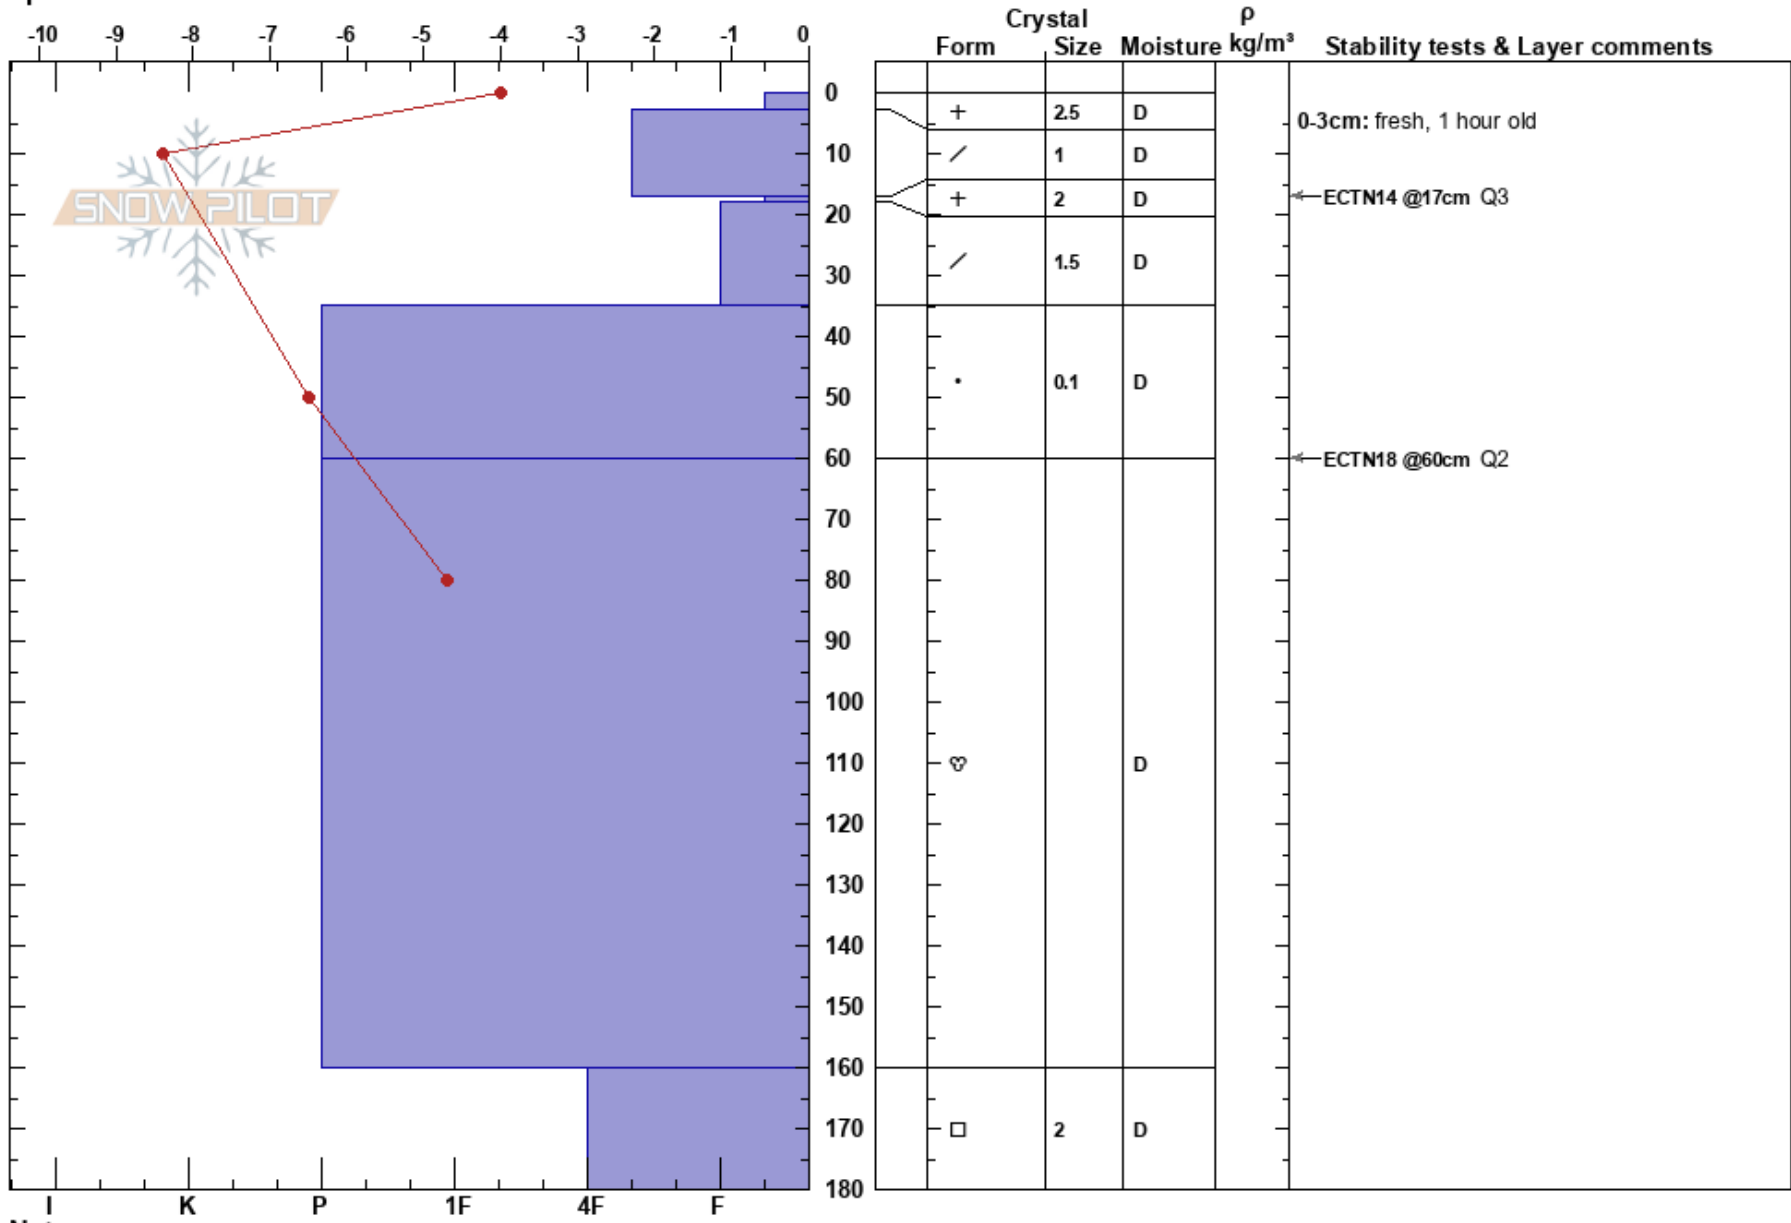 Crystal ρ
-10 -9 -8 -7 -6 -5 -4 -3 -2 -1 0 Form Size Moisture kg/m³ Stability tests & Layer comments
0
+ 2.5 D 0-3cm: fresh, 1 hour old
10 / 1 D
SNOW PILOT + 2 D ECTN14 @17cm Q3
20
/ 1.5 D
30
40
• 0.1 D
50
60 ECTN18 @60cm Q2
70
80
90
100
110 D
120
130
140
150
160
170 2 D
180
I K P 1F 4F F